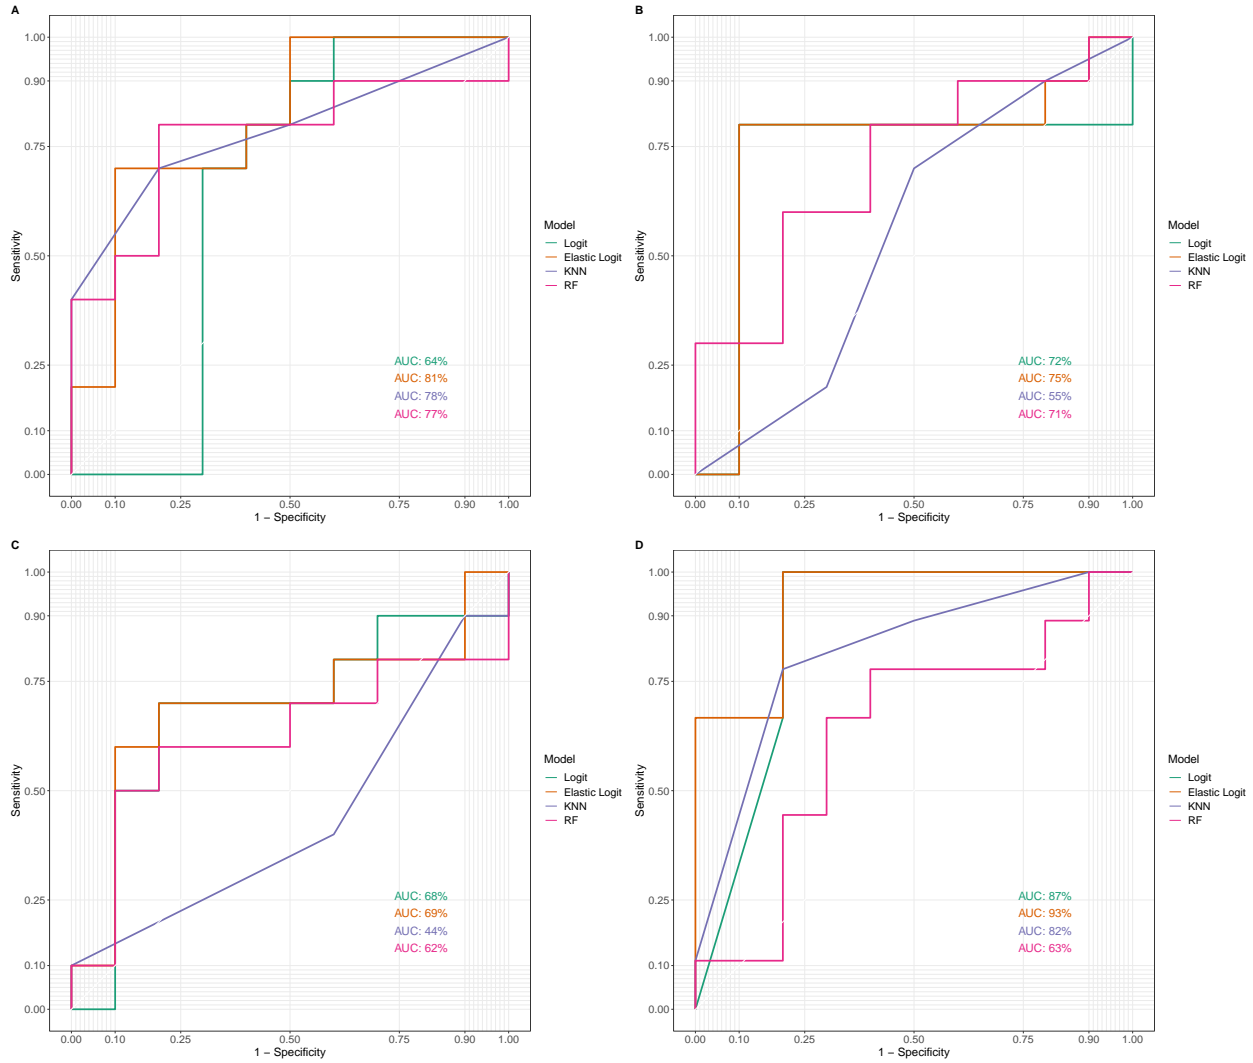 A
1.00
0.90
0.75
0.50
0.25
0.10
0.00
Sensitivity
0.00 0.10 0.25 0.50 0.75 0.90 1.00
1 − Specificity
AUC: 64%
AUC: 81%
AUC: 78%
AUC: 77%
Model
Logit
Elastic Logit
KNN
RF
B
1.00
0.90
0.75
0.50
0.25
0.10
0.00
Sensitivity
0.00 0.10 0.25 0.50 0.75 0.90 1.00
1 − Specificity
AUC: 72%
AUC: 75%
AUC: 55%
AUC: 71%
Model
Logit
Elastic Logit
KNN
RF
C
1.00
0.90
0.75
0.50
0.25
0.10
0.00
Sensitivity
0.00 0.10 0.25 0.50 0.75 0.90 1.00
1 − Specificity
AUC: 68%
AUC: 69%
AUC: 44%
AUC: 62%
Model
Logit
Elastic Logit
KNN
RF
D
1.00
0.90
0.75
0.50
0.25
0.10
0.00
Sensitivity
0.00 0.10 0.25 0.50 0.75 0.90 1.00
1 − Specificity
AUC: 87%
AUC: 93%
AUC: 82%
AUC: 63%
Model
Logit
Elastic Logit
KNN
RF